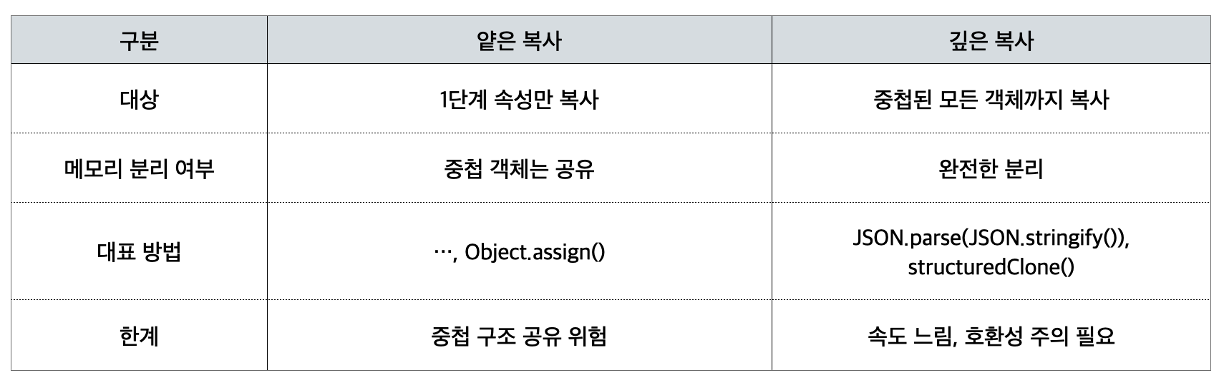 구분 얕은 복사 깊은 복사
대상 1단계 속성만 복사 중첩된 모든 객체까지 복사
메모리 분리 여부 중첩 객체는 공유 완전한 분리
대표 방법 …, Object.assign() JSON.parse(JSON.stringify()),
structuredClone()
한계 중첩 구조 공유 위험 속도 느림, 호환성 주의 필요